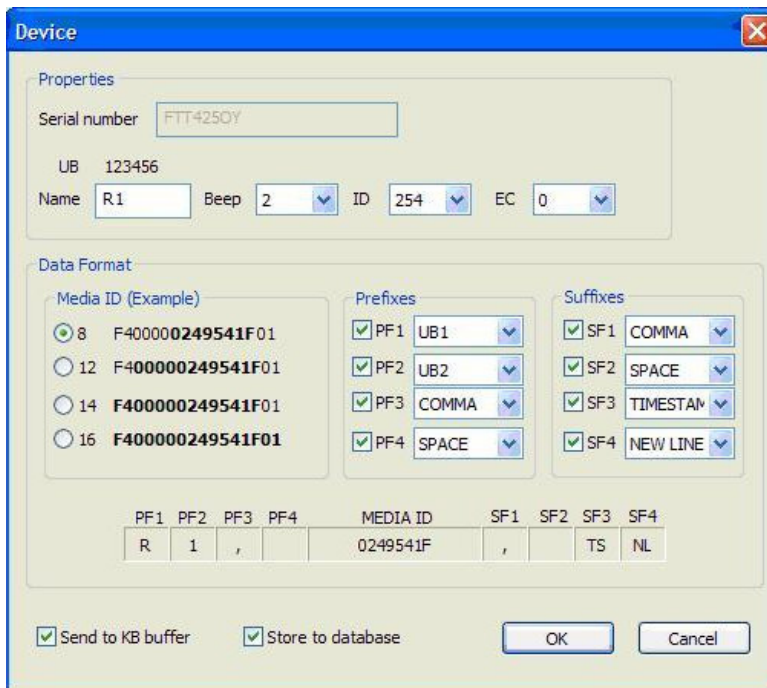 Device
Properties
Serial number FTT425OY
UB 123456
Name R1 Beep 2 ID 254 EC 0
Data Format
Media ID (Example)
8 F400000249541F01
12 F400000249541F01
14 F400000249541F01
16 F400000249541F01
Prefixes
PF1 UB1
PF2 UB2
PF3 COMMA
PF4 SPACE
Suffixes
SF1 COMMA
SF2 SPACE
SF3 TIMESTAM
SF4 NEW LINE
PF1 PF2 PF3 PF4 MEDIA ID SF1 SF2 SF3 SF4
R 1 , 0249541F , TS NL
Send to KB buffer Store to database OK Cancel